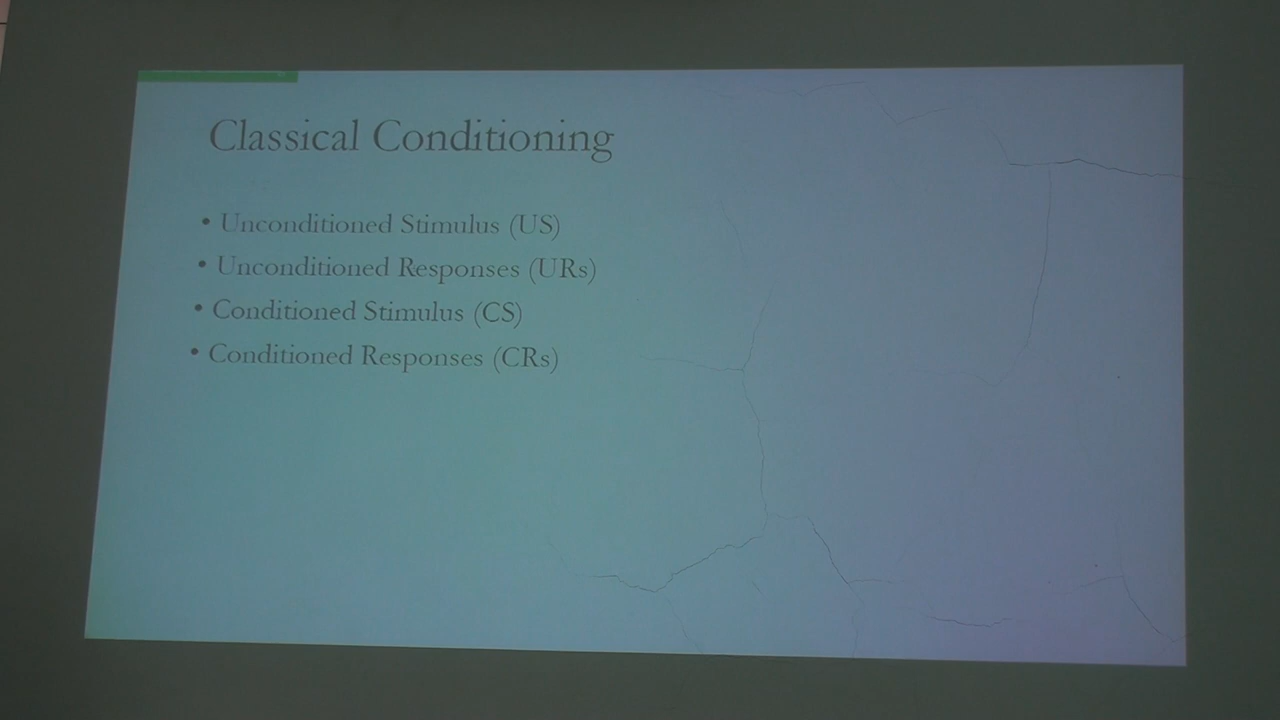 Classical Conditioning
• Unconditioned Stimulus (US)
• Unconditioned Responses (URs)
• Conditioned Stimulus (CS)
• Conditioned Responses (CRs)